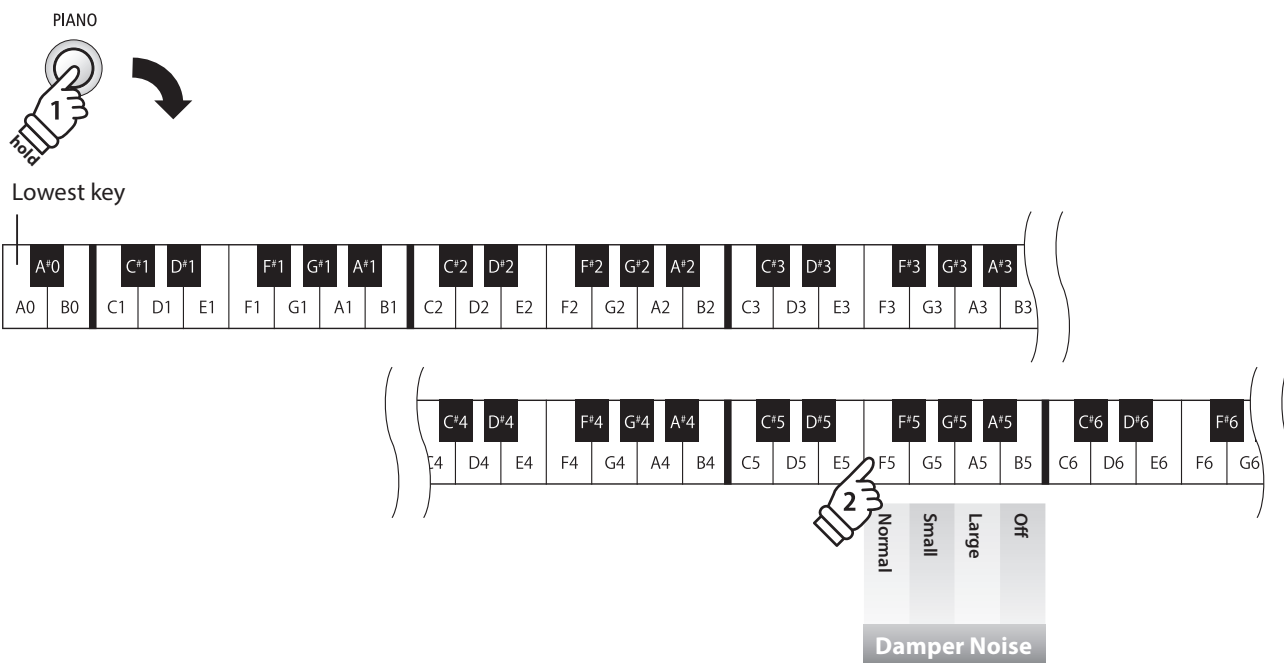 PIANO
1
hold
Lowest key
A#0 C#1 D#1 F#1 G#1 A#1 C#2 D#2 F#2 G#2 A#2 C#3 D#3 F#3 G#3 A#3
A0 B0 C1 D1 E1 F1 G1 A1 B1 C2 D2 E2 F2 G2 A2 B2 C3 D3 E3 F3 G3 A3 B3
C#4 D#4 F#4 G#4 A#4 C#5 D#5 F#5 G#5 A#5 C#6 D#6 F#6
C4 D4 E4 F4 G4 A4 B4 C5 D5 E5 F5 G5 A5 B5 C6 D6 E6 F6 G6
2
Normal
Small
Large
Off
Damper Noise